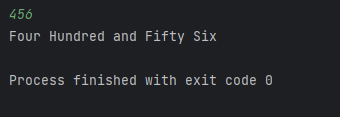 456
Four Hundred and Fifty Six
Process finished with exit code 0